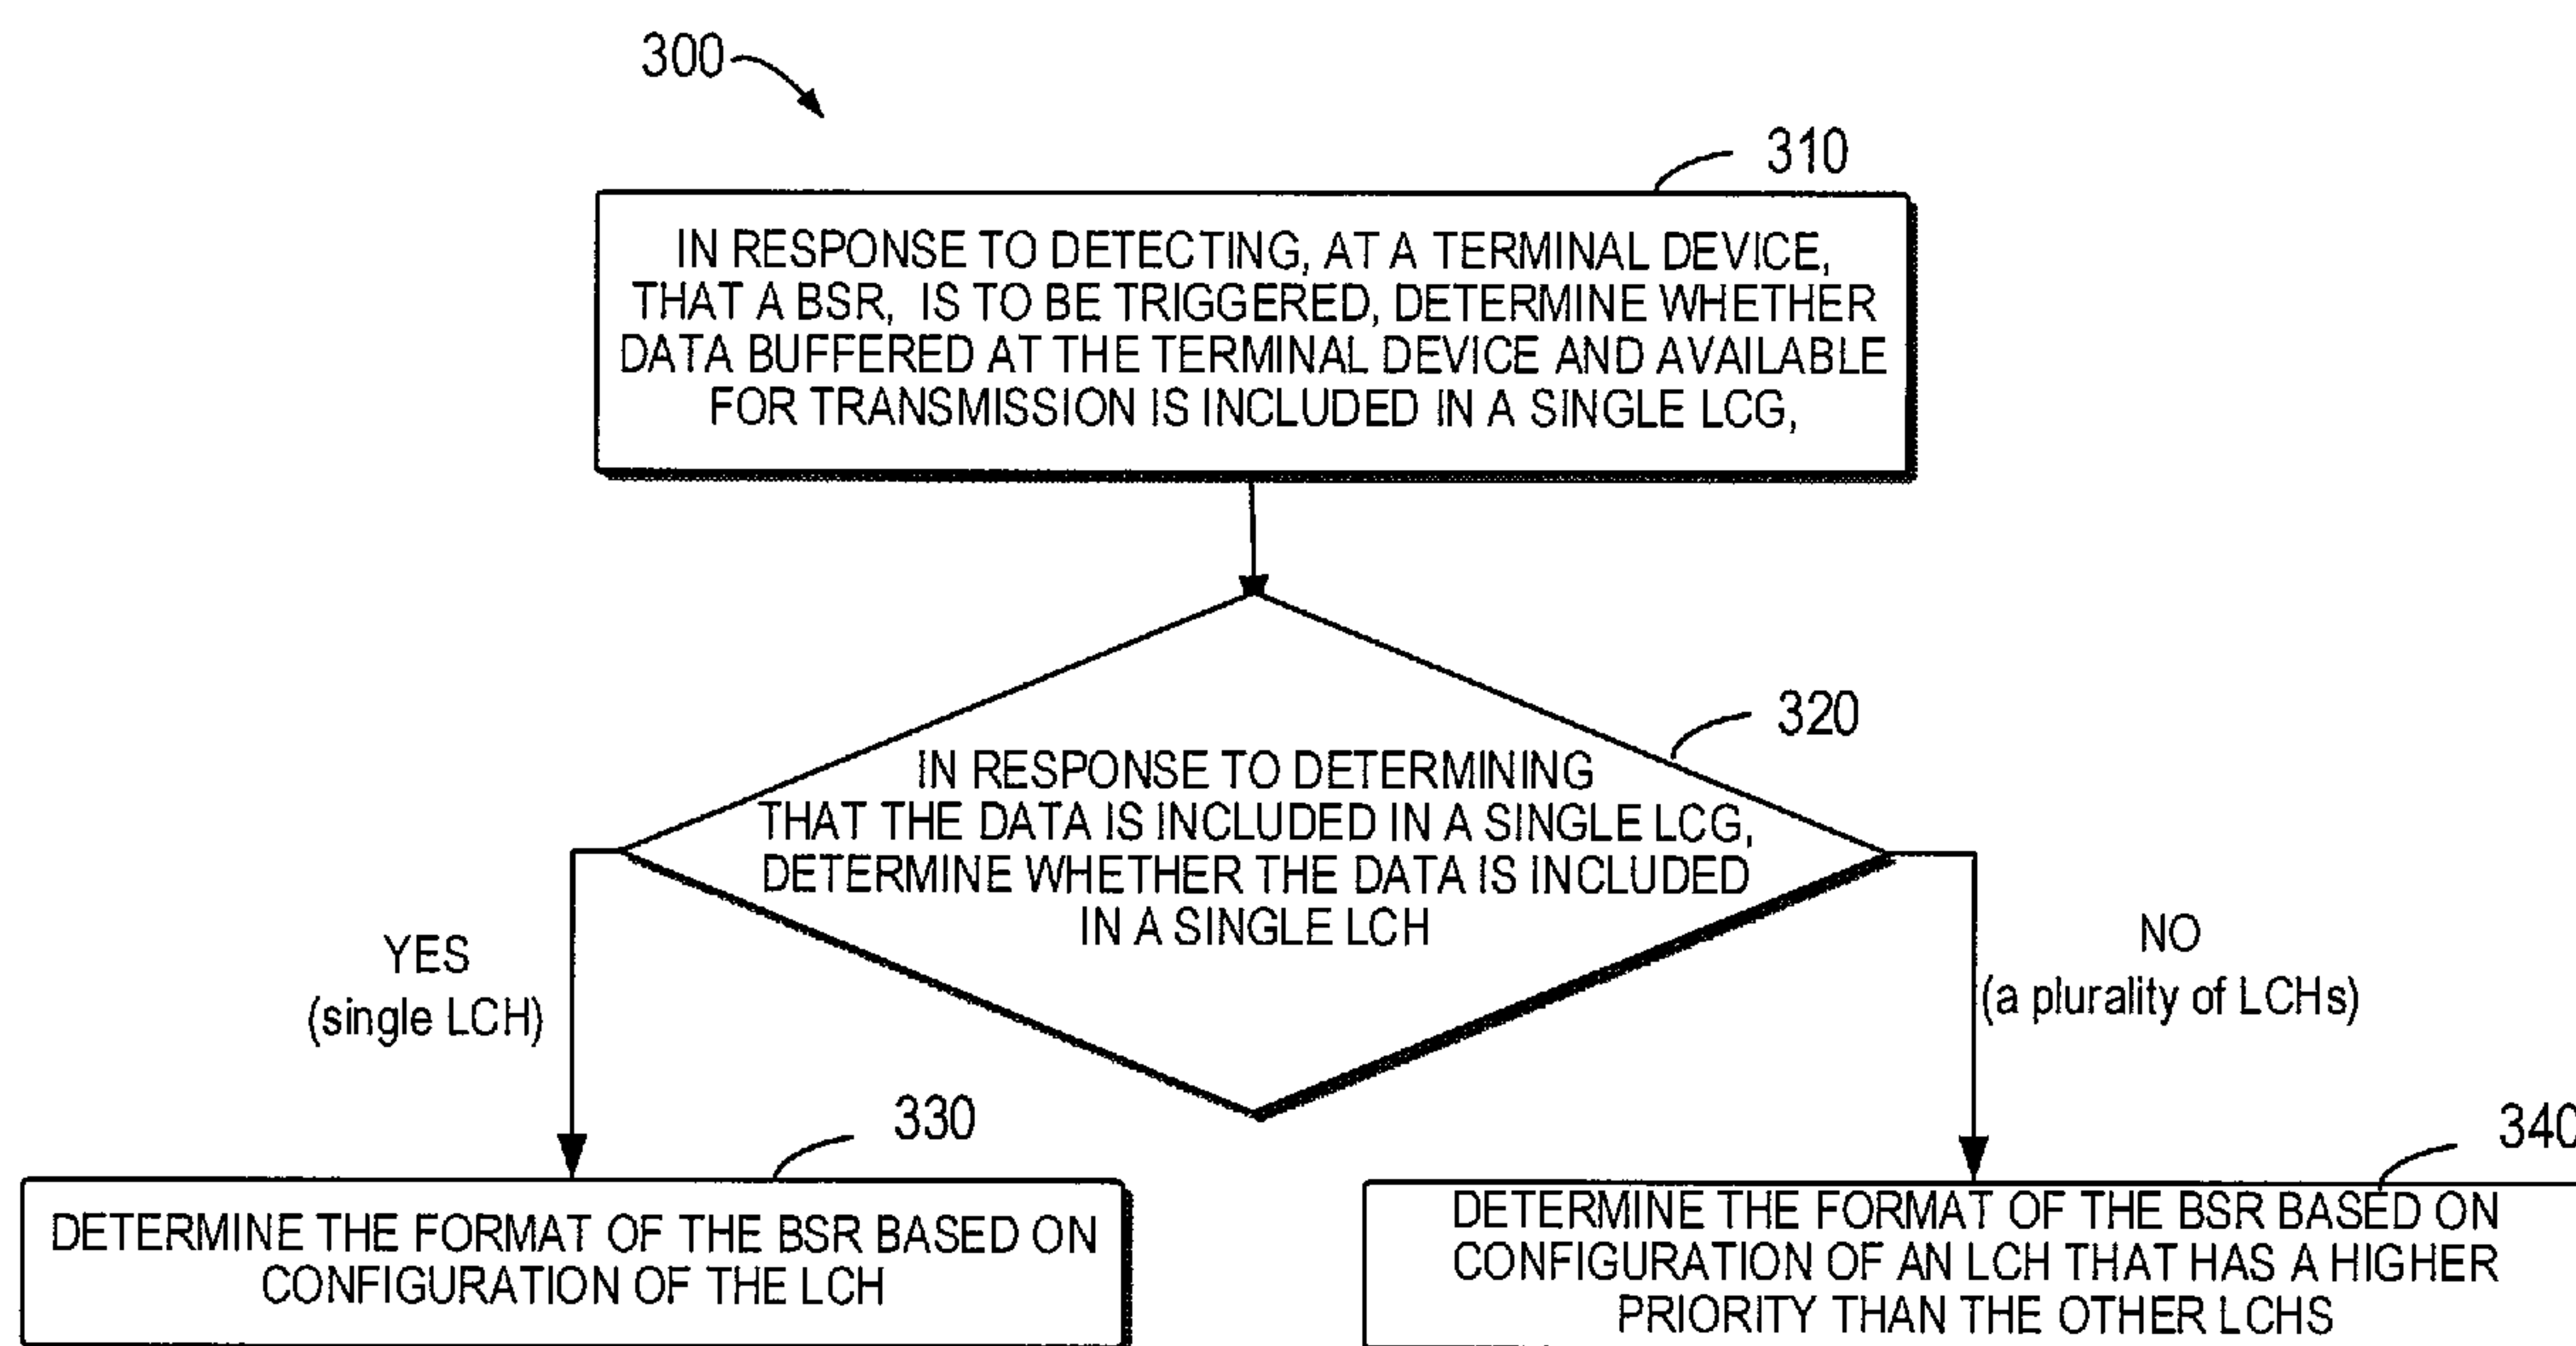 300
310
IN RESPONSE TO DETECTING, AT A TERMINAL DEVICE,
THAT A BSR, IS TO BE TRIGGERED, DETERMINE WHETHER
DATA BUFFERED AT THE TERMINAL DEVICE AND AVAILABLE
FOR TRANSMISSION IS INCLUDED IN A SINGLE LCG,
320
IN RESPONSE TO DETERMINING
THAT THE DATA IS INCLUDED IN A SINGLE LCG,
DETERMINE WHETHER THE DATA IS INCLUDED
IN A SINGLE LCH
YES
(single LCH)
NO
(a plurality of LCHs)
330
DETERMINE THE FORMAT OF THE BSR BASED ON
CONFIGURATION OF THE LCH
340
DETERMINE THE FORMAT OF THE BSR BASED ON
CONFIGURATION OF AN LCH THAT HAS A HIGHER
PRIORITY THAN THE OTHER LCHS